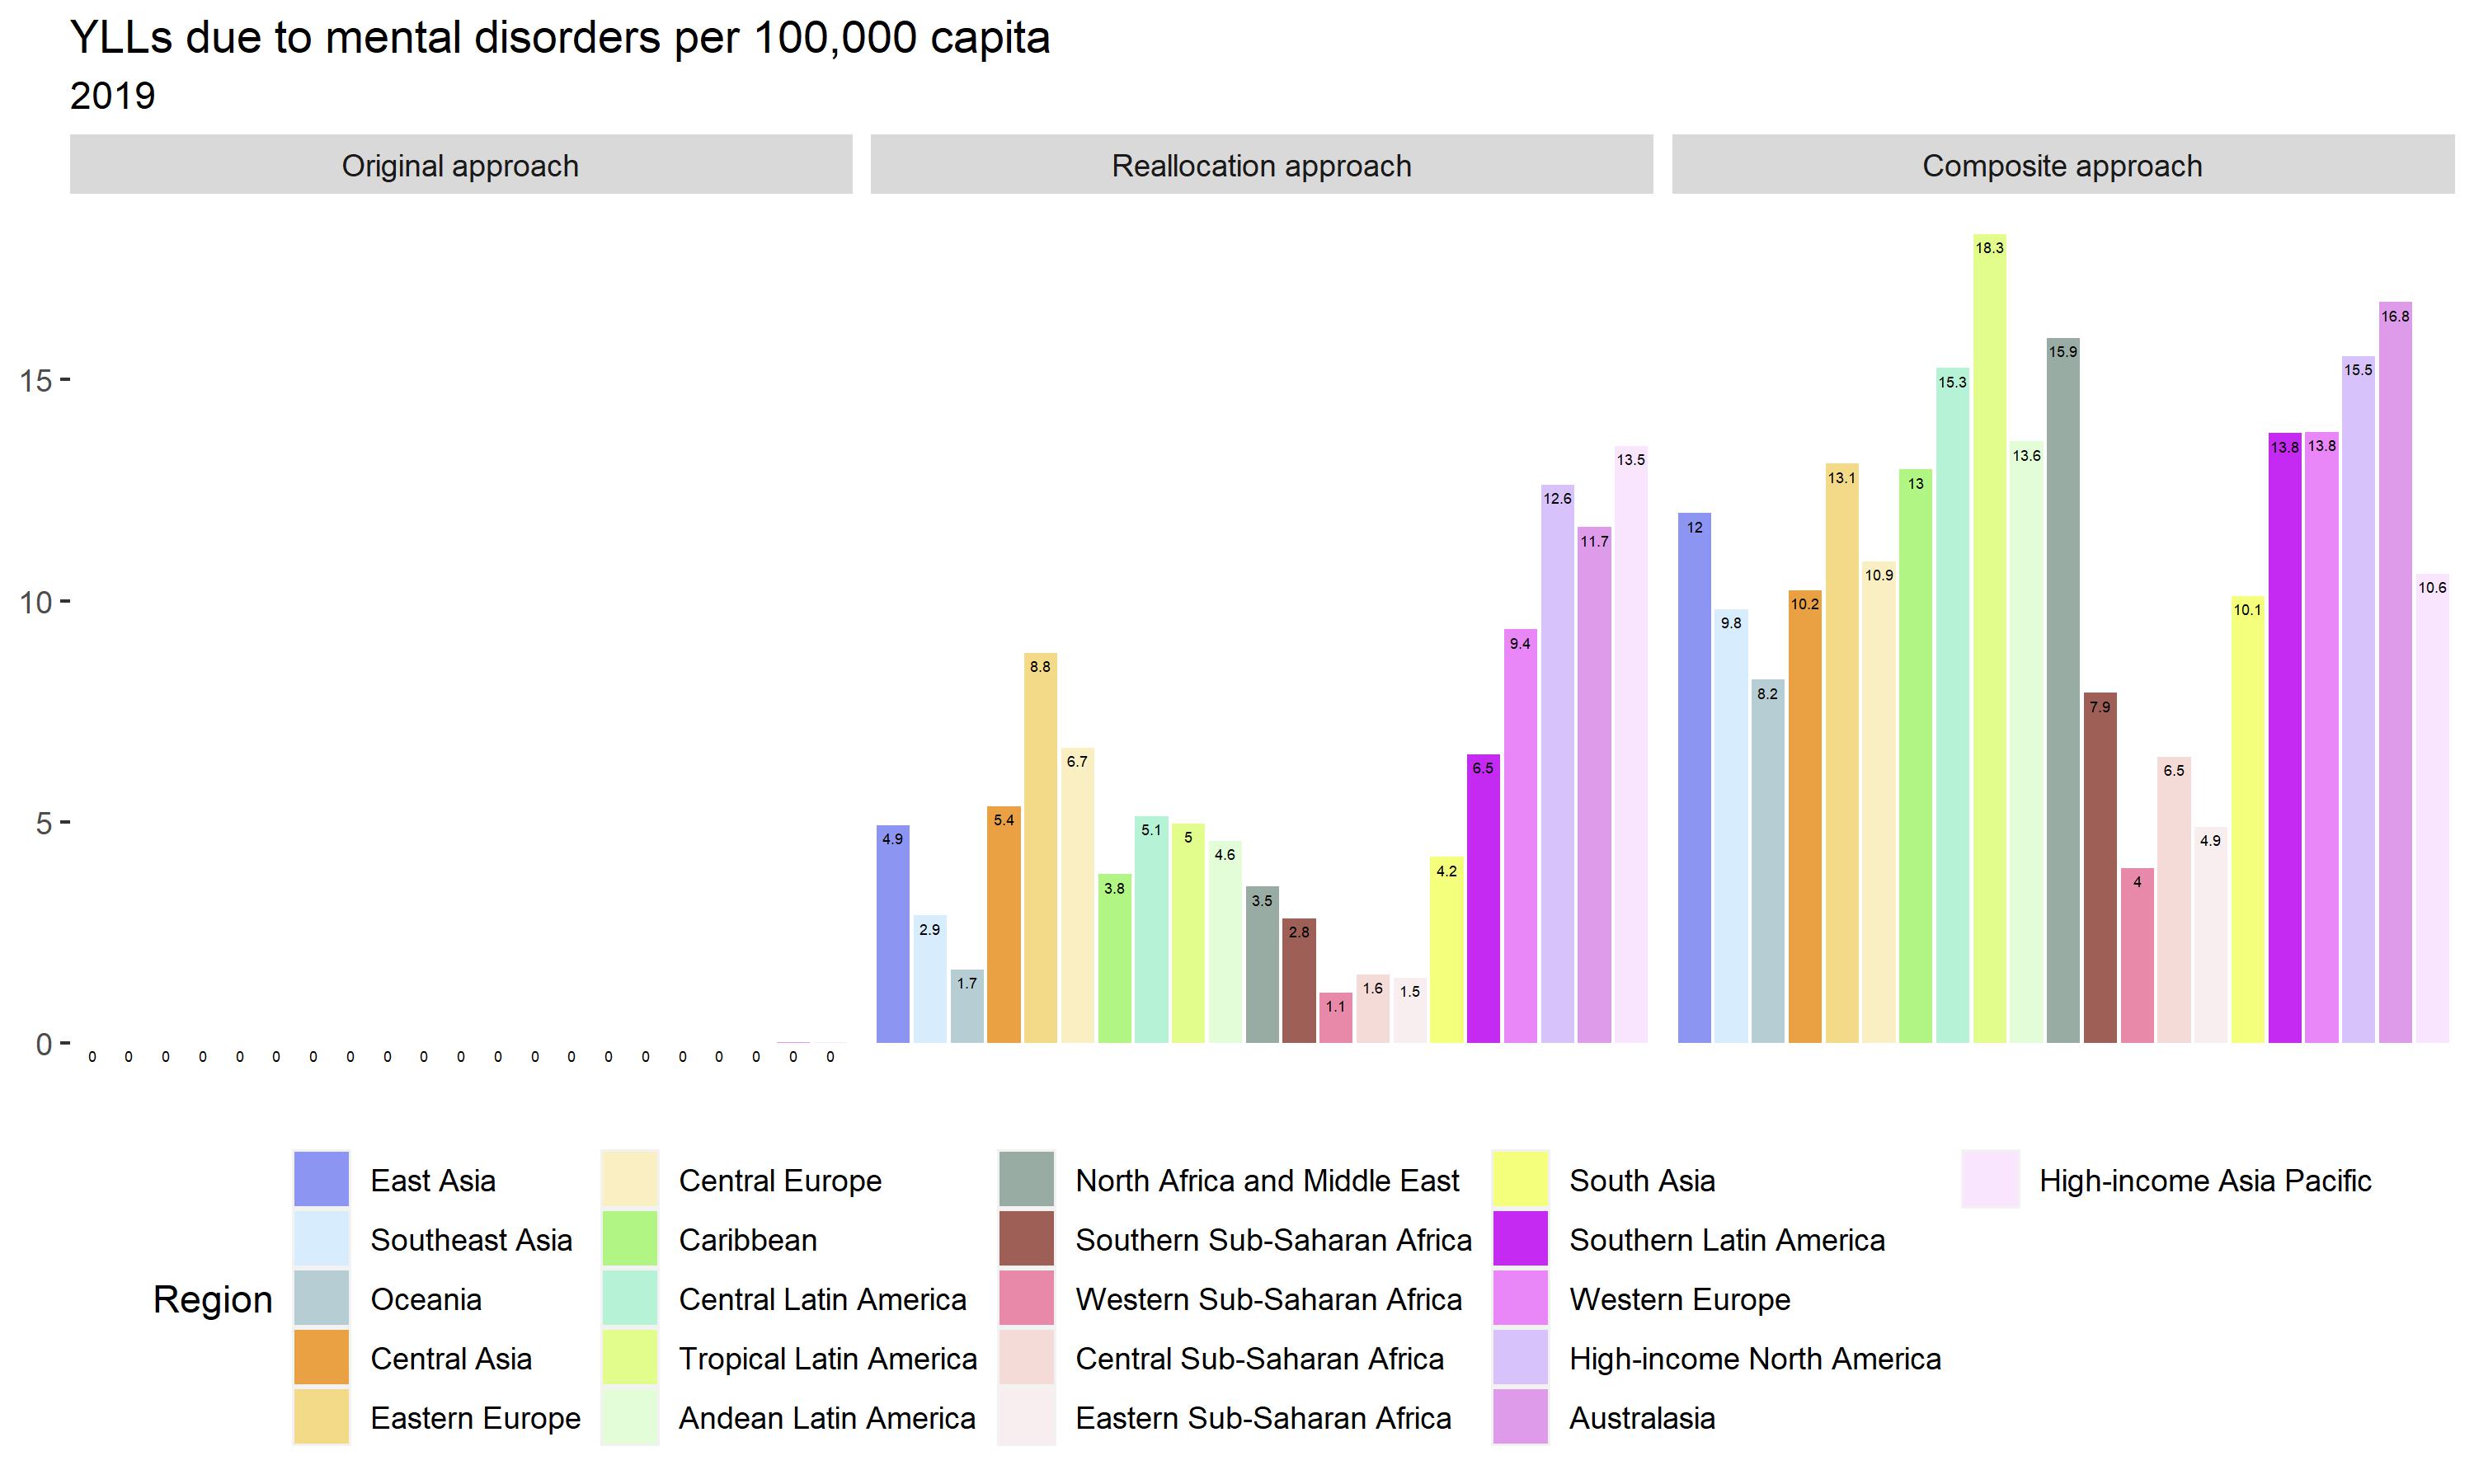 YLLs due to mental disorders per 100,000 capita
2019
Original approach
Reallocation approach
Composite approach
15
10
5
0
0 0 0 0 0 0 0 0 0 0 0 0 0 0 0 0 0 0 0 0 0
4.9 2.9 1.7 5.4 8.8 6.7 3.8 5.1 5 4.6 3.5 2.8 1.1 1.6 1.5 4.2 6.5 9.4 12.6 11.7 13.5
12 9.8 8.2 10.2 13.1 10.9 13 15.3 18.3 13.6 15.9 7.9 4 6.5 4.9 10.1 13.8 13.8 15.5 16.8 10.6
Region
East Asia
Southeast Asia
Oceania
Central Asia
Eastern Europe
Central Europe
Caribbean
Central Latin America
Tropical Latin America
Andean Latin America
North Africa and Middle East
Southern Sub-Saharan Africa
Western Sub-Saharan Africa
Central Sub-Saharan Africa
Eastern Sub-Saharan Africa
South Asia
Southern Latin America
Western Europe
High-income North America
Australasia
High-income Asia Pacific